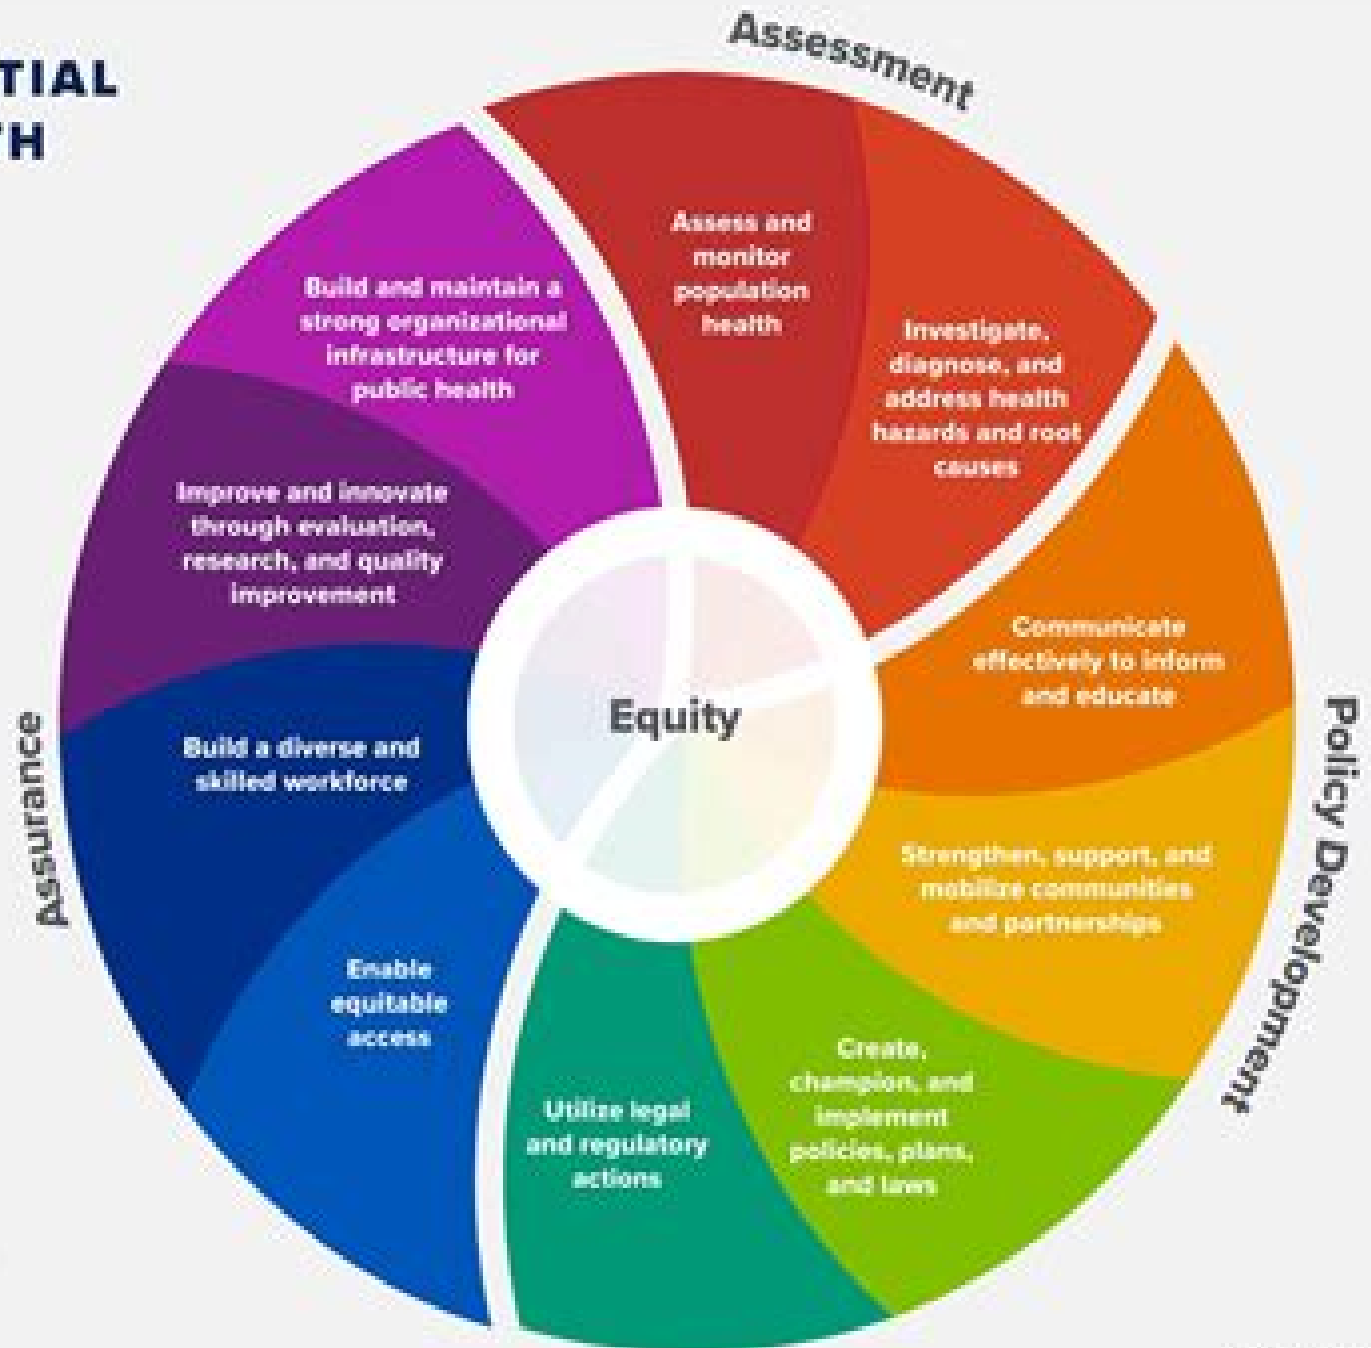 TIAL
TH
Assessment
Assess and
monitor
population
health
Investigate,
diagnose, and
address health
hazards and root
causes
Policy Development
Communicate
effectively to inform
and educate
Strengthen, support, and
mobilize communities
and partnerships
Create,
champion, and
implement
policies, plans,
and laws
Utilize legal
and regulatory
actions
Assurance
Enable
equitable
access
Build a diverse and
skilled workforce
Improve and innovate
through evaluation,
research, and quality
improvement
Build and maintain a
strong organizational
infrastructure for
public health
Equity